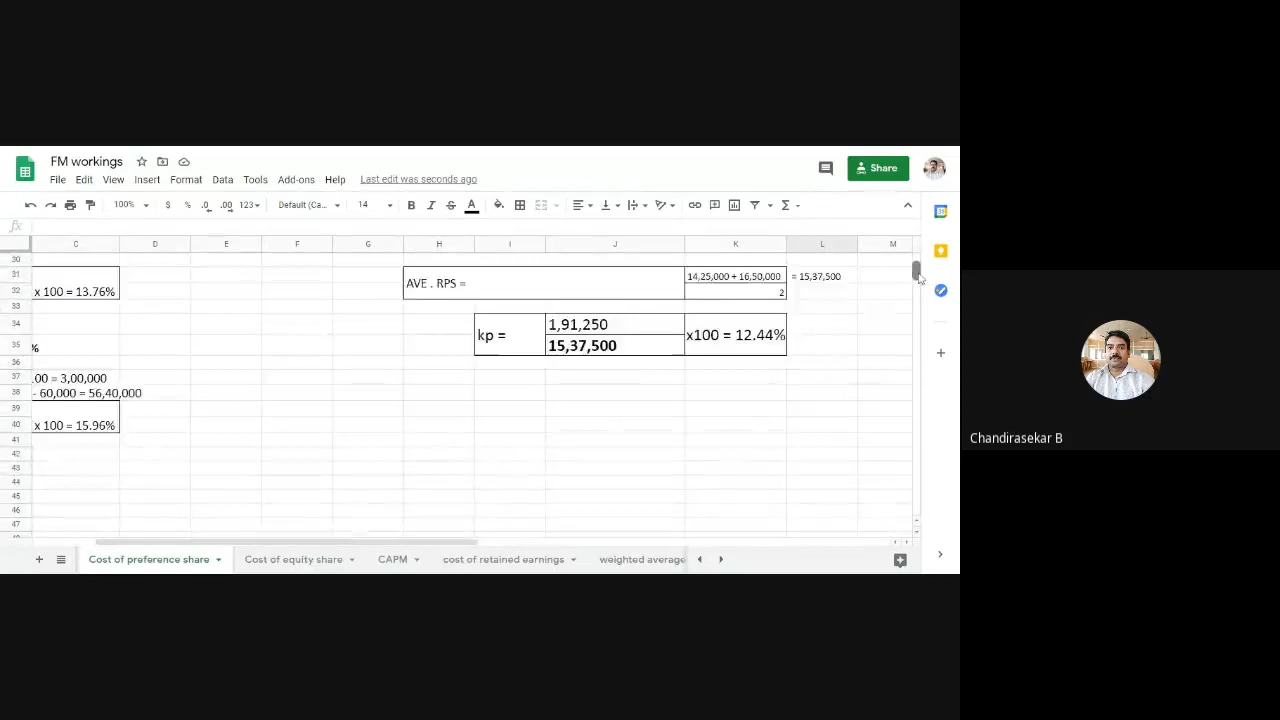 FM workings
File Edit View Insert Format Data Tools Add-ons Help Last edit was seconds ago
Share
100% $ % .0 .00 123 Default (Ca... 14 B I S A
fx
C D E F G H I J K L M
30
31 AVE . RPS = 14,25,000 + 16,50,000 = 15,37,500
32 x 100 = 13.76% 2
33
34 kp = 1,91,250 x100 = 12.44%
35 % 15,37,500
36
37 .00 = 3,00,000
38 - 60,000 = 56,40,000
39
40 x 100 = 15.96%
41
42
43
44
45
46
47
Cost of preference share Cost of equity share CAPM cost of retained earnings weighted average
Chandirasekar B